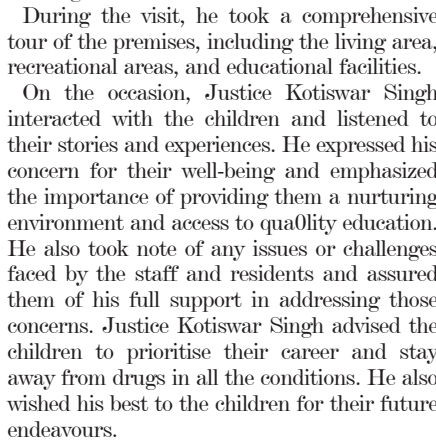 During the visit, he took a comprehensive
tour of the premises, including the living area,
recreational areas, and educational facilities.
On the occasion, Justice Kotiswar Singh
interacted with the children and listened to
their stories and experiences. He expressed his
concern for their well-being and emphasized
the importance of providing them a nurturing
environment and access to qua0lity education.
He also took note of any issues or challenges
faced by the staff and residents and assured
them of his full support in addressing those
concerns. Justice Kotiswar Singh advised the
children to prioritise their career and stay
away from drugs in all the conditions. He also
wished his best to the children for their future
endeavours.